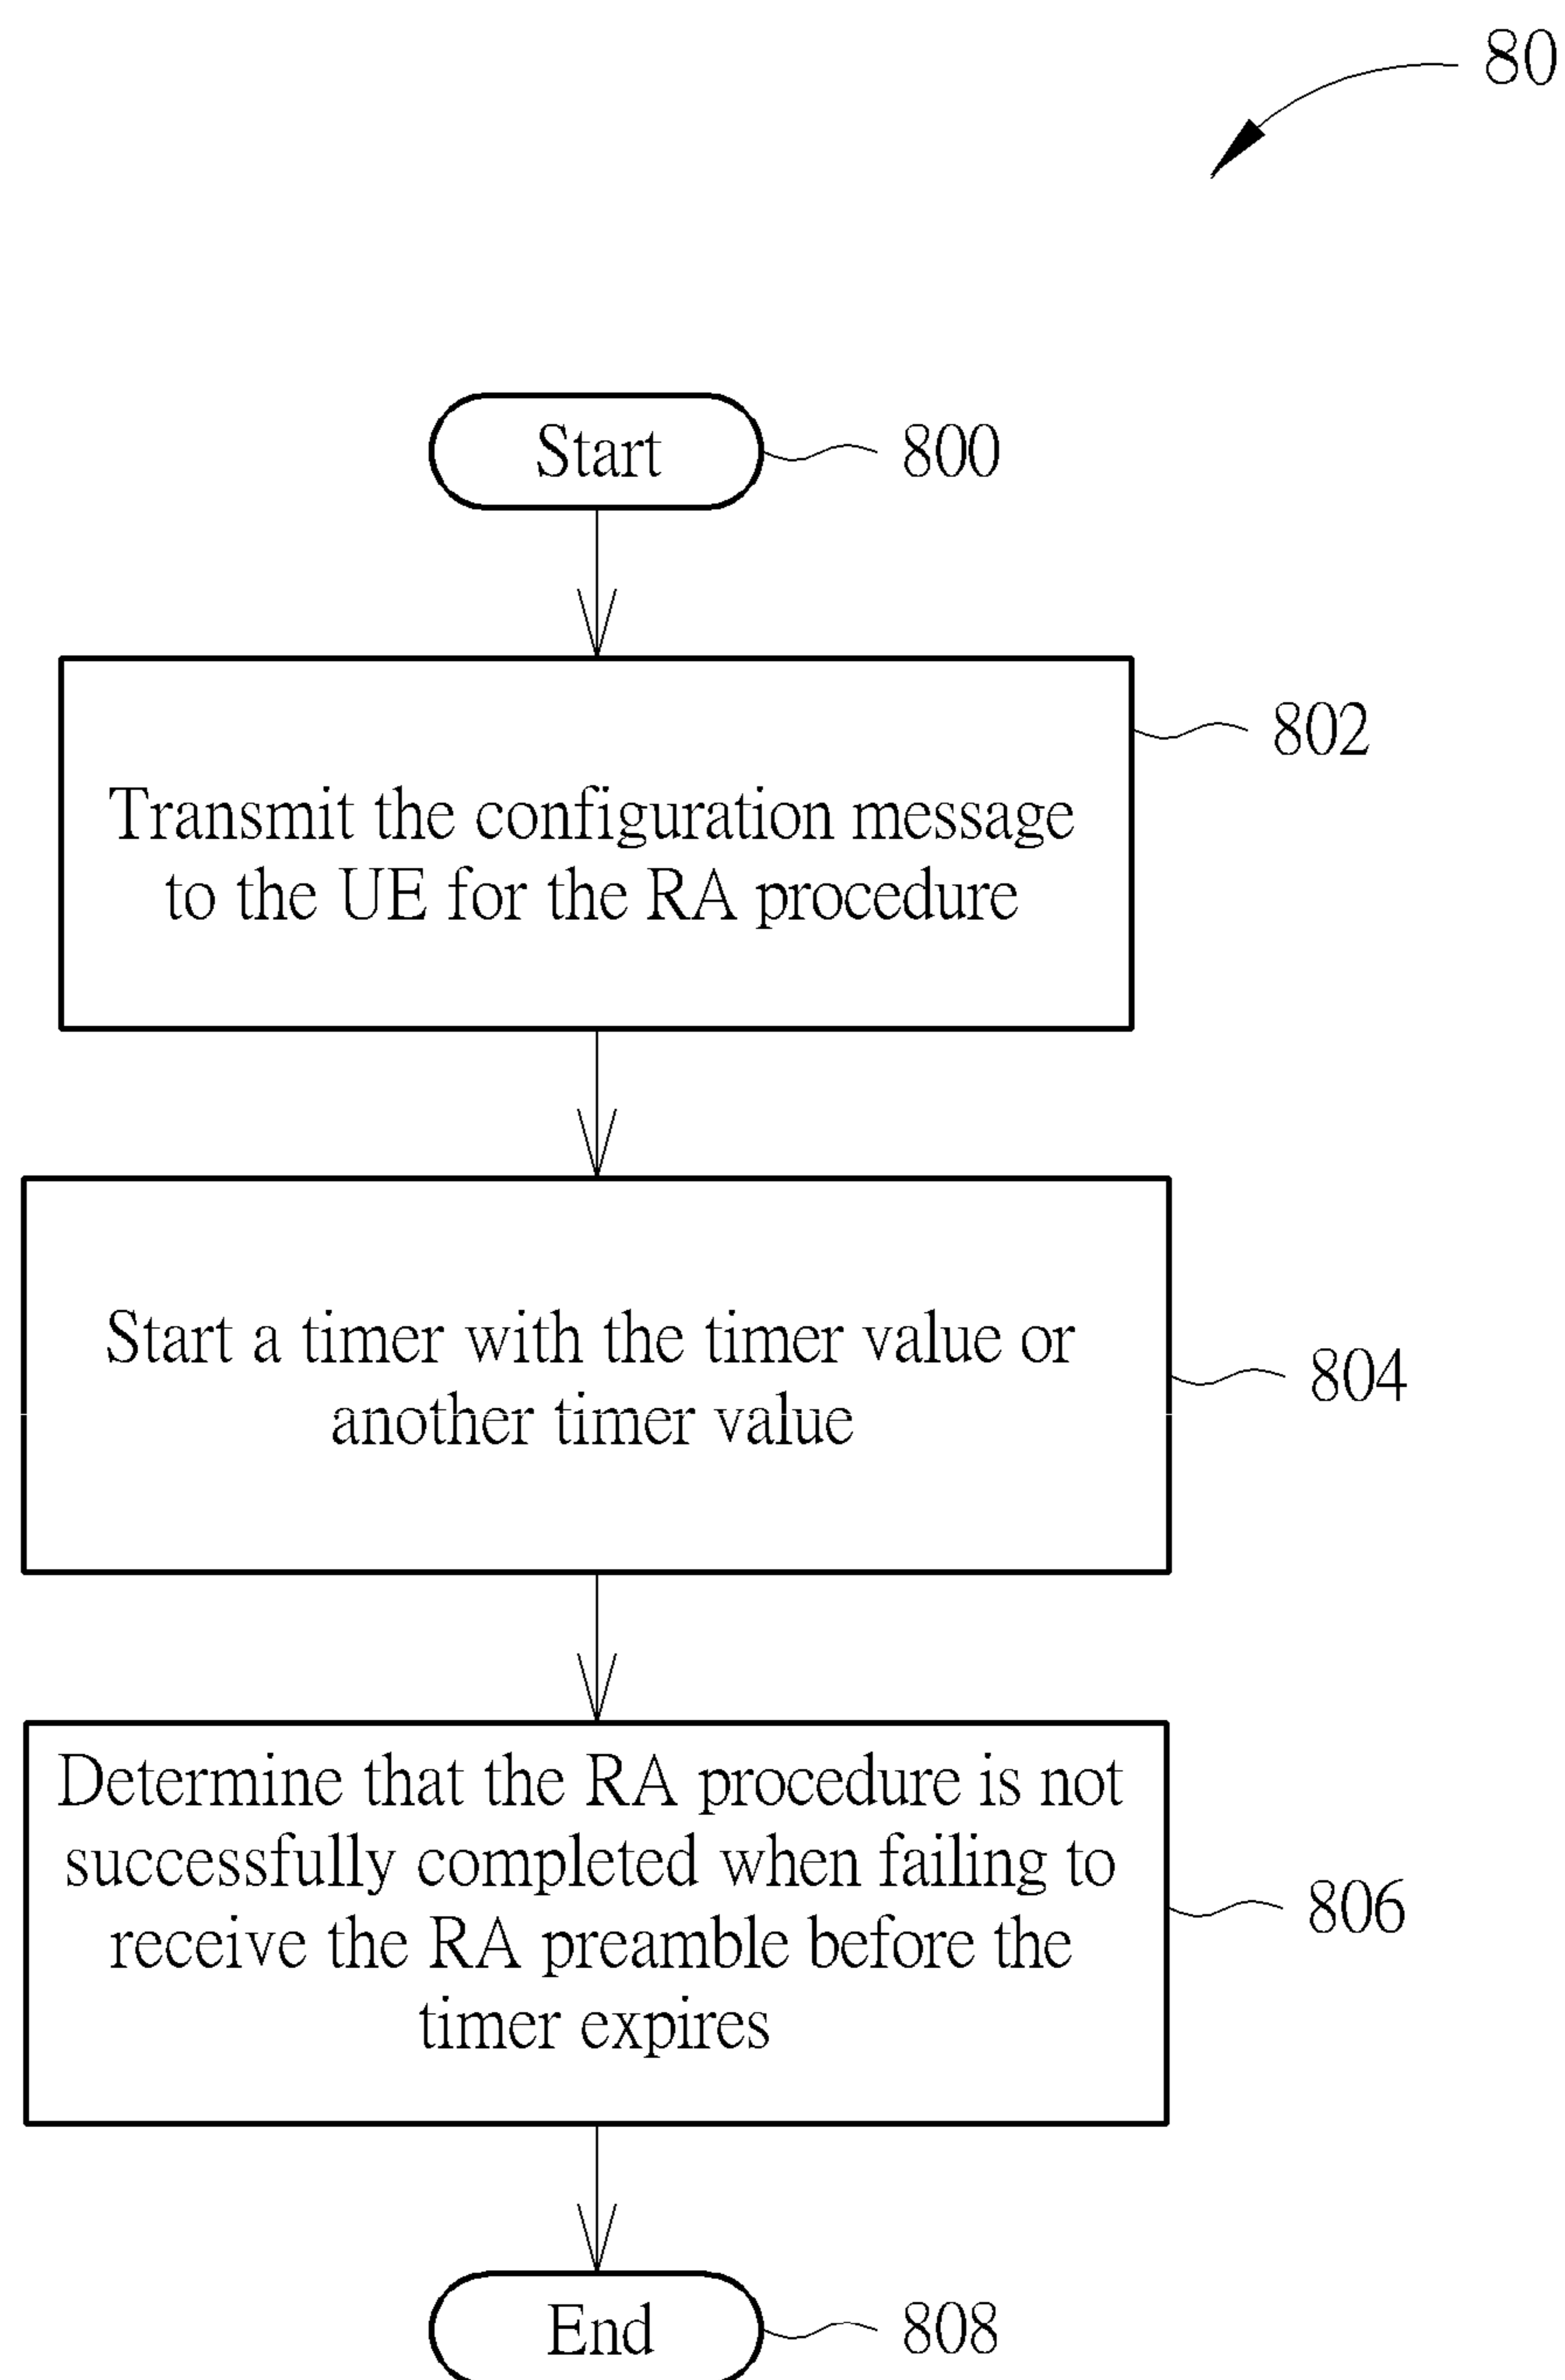 80
Start
800
802
Transmit the configuration message
to the UE for the RA procedure
Start a timer with the timer value or
another timer value
804
Determine that the RA procedure is not
successfully completed when failing to
receive the RA preamble before the
timer expires
806
End
808